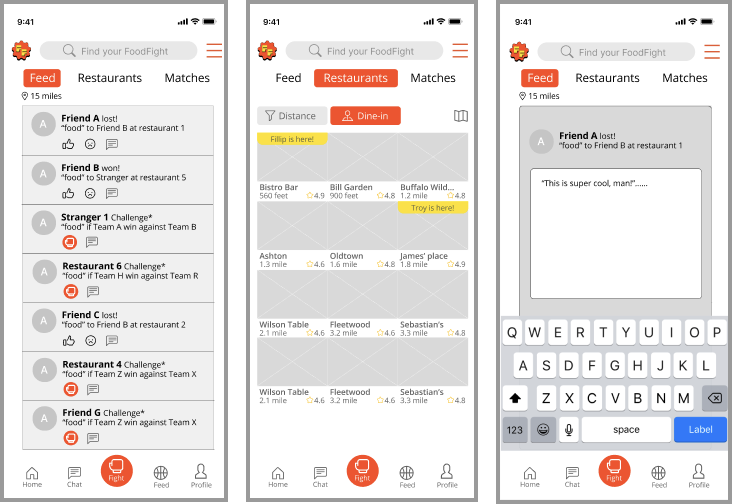 9:41
Find your FoodFight
Feed Restaurants Matches
15 miles
A
Friend A lost!
“food” to Friend B at restaurant 1
A
Friend B won!
“food” to Stranger at restaurant 5
A
Stranger 1 Challenge*
“food” if Team A win against Team B
A
Restaurant 6 Challenge*
“food” if Team H win against Team R
A
Friend C lost!
“food” to Friend B at restaurant 2
A
Restaurant 4 Challenge*
“food” if Team Z win against Team X
A
Friend G Challenge*
“food” if Team Z win against Team X
Home Chat Fight Feed Profile
9:41
Find your FoodFight
Feed Restaurants Matches
Distance Dine-in
Fillip is here!
Bistro Bar Bill Garden Buffalo Wild...
560 feet 4.9 900 feet 4.8 1.2 mile 4.8
Troy is here!
Ashton Oldtown James’ place
1.3 mile 4.6 1.6 mile 4.8 1.8 mile 4.9
Wilson Table Fleetwood Sebastian’s
2.1 mile 4.6 3.2 mile 4.6 3.3 mile 4.8
Wilson Table Fleetwood Sebastian’s
2.1 mile 4.6 3.2 mile 4.6 3.3 mile 4.8
Home Chat Fight Feed Profile
9:41
Find your FoodFight
Feed Restaurants Matches
15 miles
A
Friend A lost!
“food” to Friend B at restaurant 1
“This is super cool, man!”......
Q W E R T Y U I O P
A S D F G H J K L
Z X C V B N M
123 space Label
Home Chat Fight Feed Profile